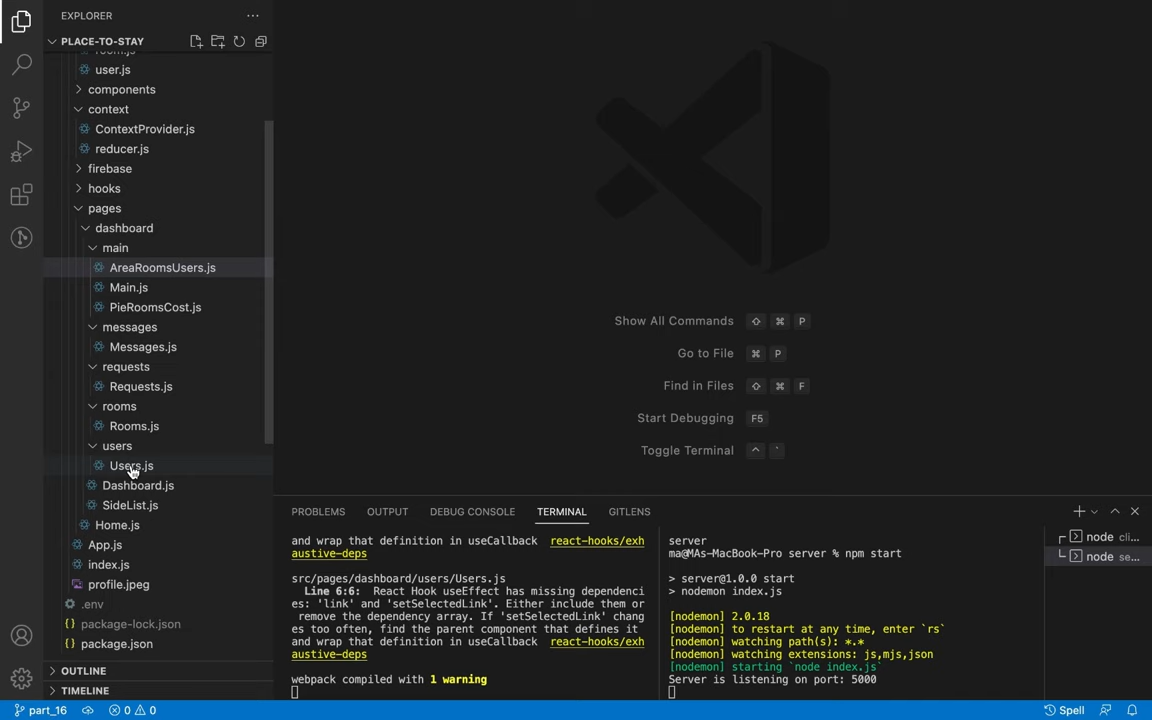 EXPLORER
PLACE-TO-STAY
room.js
user.js
components
context
ContextProvider.js
reducer.js
firebase
hooks
pages
dashboard
main
AreaRoomsUsers.js
Main.js
PieRoomsCost.js
messages
Messages.js
requests
Requests.js
rooms
Rooms.js
users
Users.js
Dashboard.js
SideList.js
Home.js
App.js
index.js
profile.jpeg
.env
package-lock.json
package.json
OUTLINE
TIMELINE
Show All Commands ⇧ ⌘ P
Go to File ⌘ P
Find in Files ⇧ ⌘ F
Start Debugging F5
Toggle Terminal ^ `
PROBLEMS OUTPUT DEBUG CONSOLE TERMINAL GITLENS
and wrap that definition in useCallback react-hooks/exh
austive-deps
src/pages/dashboard/users/Users.js
Line 6:6: React Hook useEffect has missing dependenci
es: 'link' and 'setSelectedLink'. Either include them or
remove the dependency array. If 'setSelectedLink' chang
es too often, find the parent component that defines it
and wrap that definition in useCallback react-hooks/exh
austive-deps
webpack compiled with 1 warning
server
ma@MAs-MacBook-Pro server % npm start
> server@1.0.0 start
> nodemon index.js
[nodemon] 2.0.18
[nodemon] to restart at any time, enter `rs`
[nodemon] watching path(s): *.*
[nodemon] watching extensions: js,mjs,json
[nodemon] starting `node index.js`
Server is listening on port: 5000
node cli...
node se...
part_16 0 0 Spell